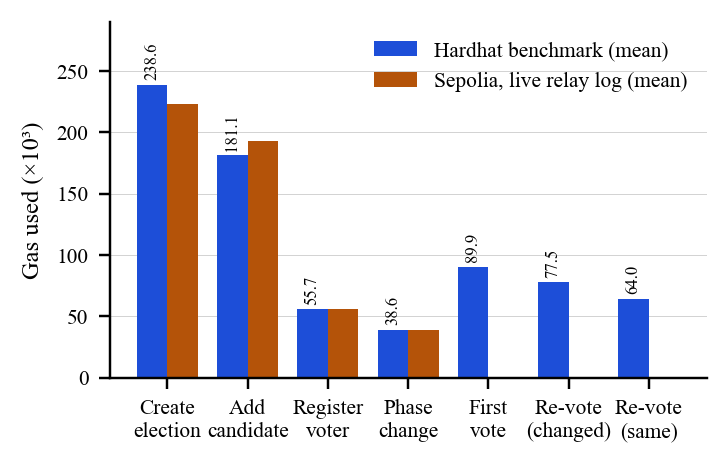 Hardhat benchmark (mean)
Sepolia, live relay log (mean)
Gas used (×10³)
250
200
150
100
50
0
238.6
181.1
55.7
38.6
89.9
77.5
64.0
Create
election
Add
candidate
Register
voter
Phase
change
First
vote
Re-vote
(changed)
Re-vote
(same)